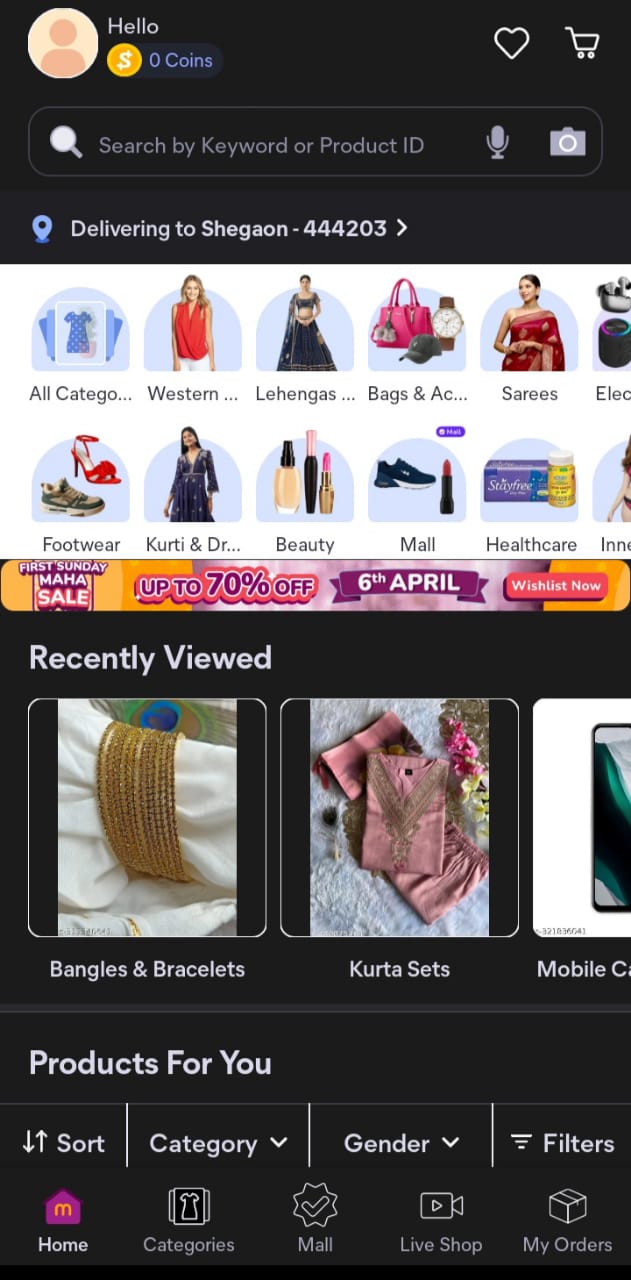 Hello
0 Coins
Search by Keyword or Product ID
Delivering to Shegaon - 444203
All Catego... Western ... Lehengas ... Bags & Ac... Sarees Elec
Mall
Stayfree
Footwear Kurti & Dr... Beauty Mall Healthcare Inne
FIRST SUNDAY
MAHA
SALE
UP TO 70% OFF
6th APRIL
Wishlist Now
Recently Viewed
-321836041
Bangles & Bracelets Kurta Sets Mobile Ca
Products For You
Sort Category Gender Filters
m
Home Categories Mall Live Shop My Orders